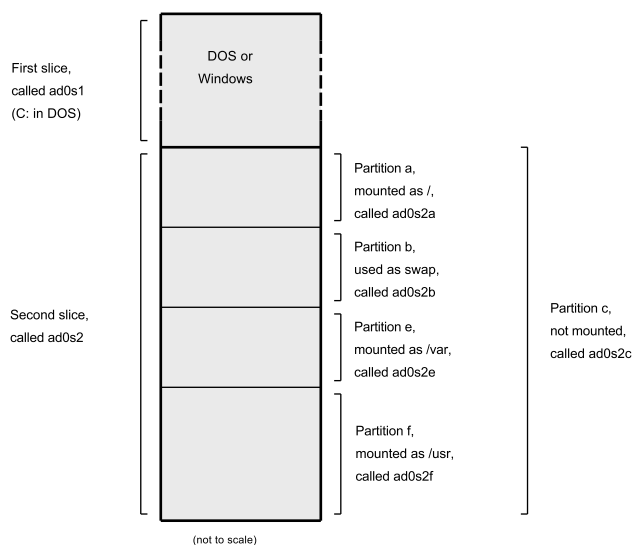 DOS or
Windows
First slice,
called ad0s1
(C: in DOS)
Partition a,
mounted as /,
called ad0s2a
Partition b,
used as swap,
called ad0s2b
Second slice,
called ad0s2
Partition e,
mounted as /var,
called ad0s2e
Partition c,
not mounted,
called ad0s2c
Partition f,
mounted as /usr,
called ad0s2f
(not to scale)